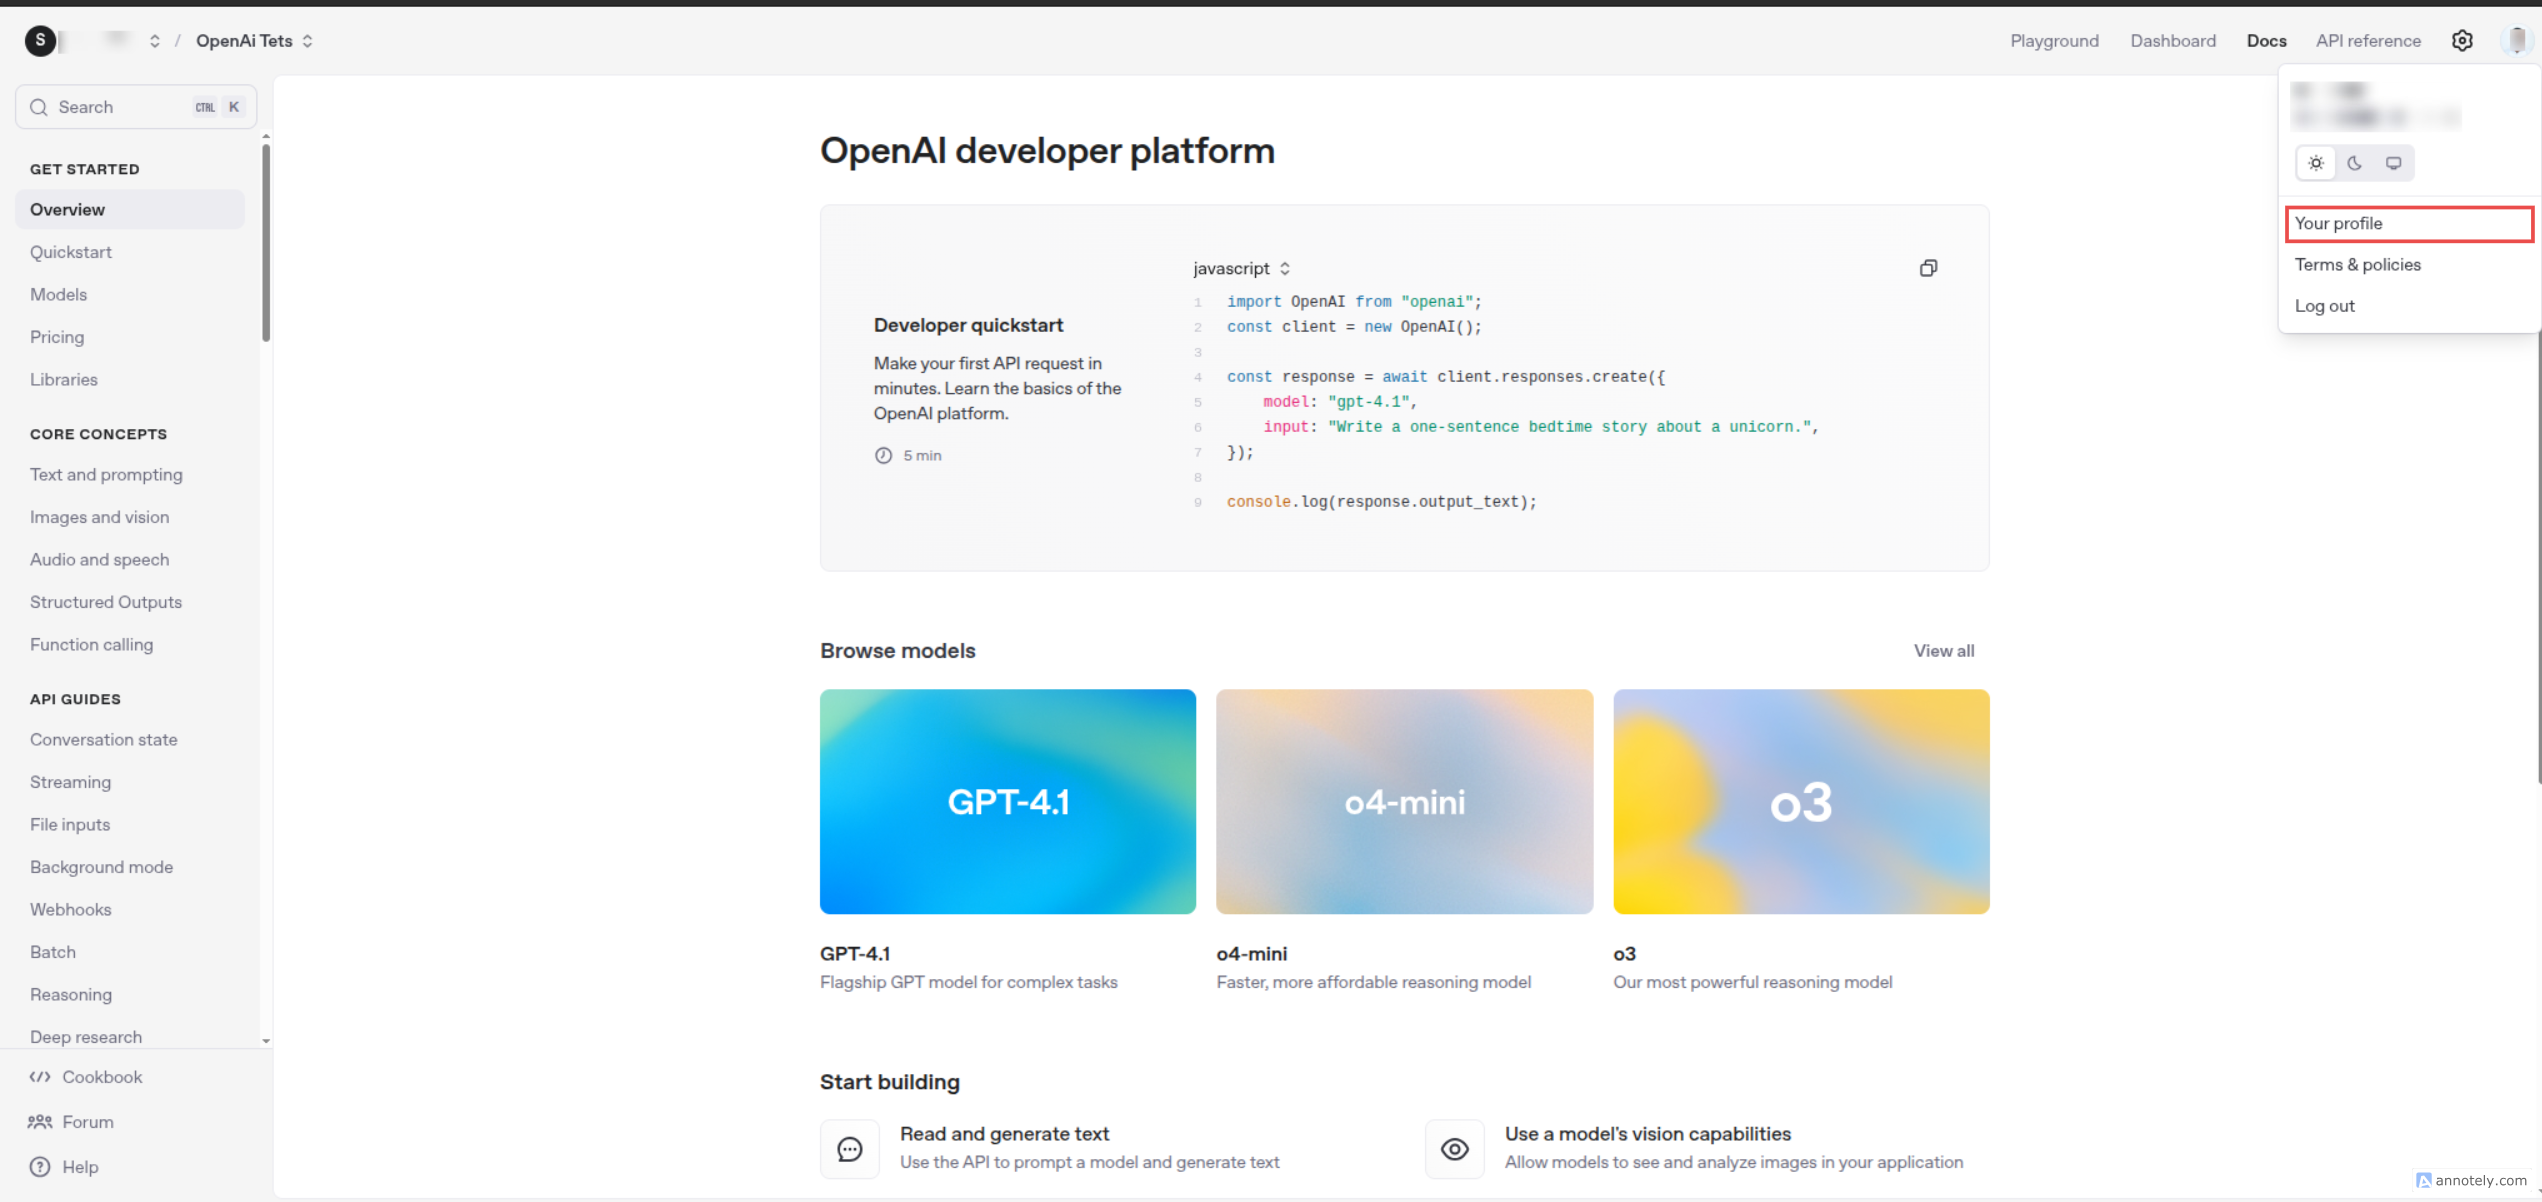 S / OpenAi Tets
Playground Dashboard Docs API reference
Search CTRL K
GET STARTED
Overview
Quickstart
Models
Pricing
Libraries
CORE CONCEPTS
Text and prompting
Images and vision
Audio and speech
Structured Outputs
Function calling
API GUIDES
Conversation state
Streaming
File inputs
Background mode
Webhooks
Batch
Reasoning
Deep research
Cookbook
Forum
Help
OpenAI developer platform
Developer quickstart
Make your first API request in
minutes. Learn the basics of the
OpenAI platform.
5 min
javascript
1 import OpenAI from "openai";
2 const client = new OpenAI();
3
4 const response = await client.responses.create({
5 model: "gpt-4.1",
6 input: "Write a one-sentence bedtime story about a unicorn.",
7 });
8
9 console.log(response.output_text);
Browse models
View all
GPT-4.1
o4-mini
o3
GPT-4.1
Flagship GPT model for complex tasks
o4-mini
Faster, more affordable reasoning model
o3
Our most powerful reasoning model
Start building
Read and generate text
Use the API to prompt a model and generate text
Use a model's vision capabilities
Allow models to see and analyze images in your application
Your profile
Terms & policies
Log out
A annotely.com